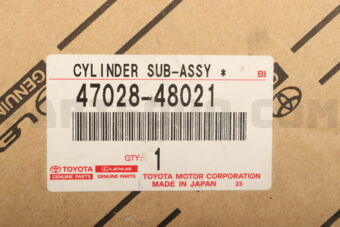 CYLINDER SUB-ASSY *
BI
47028-48021
QTY:
1
TOYOTA
GENUINE PARTS
LEXUS
GENUINE PARTS
TOYOTA MOTOR CORPORATION
MADE IN JAPAN 23
GENUINE